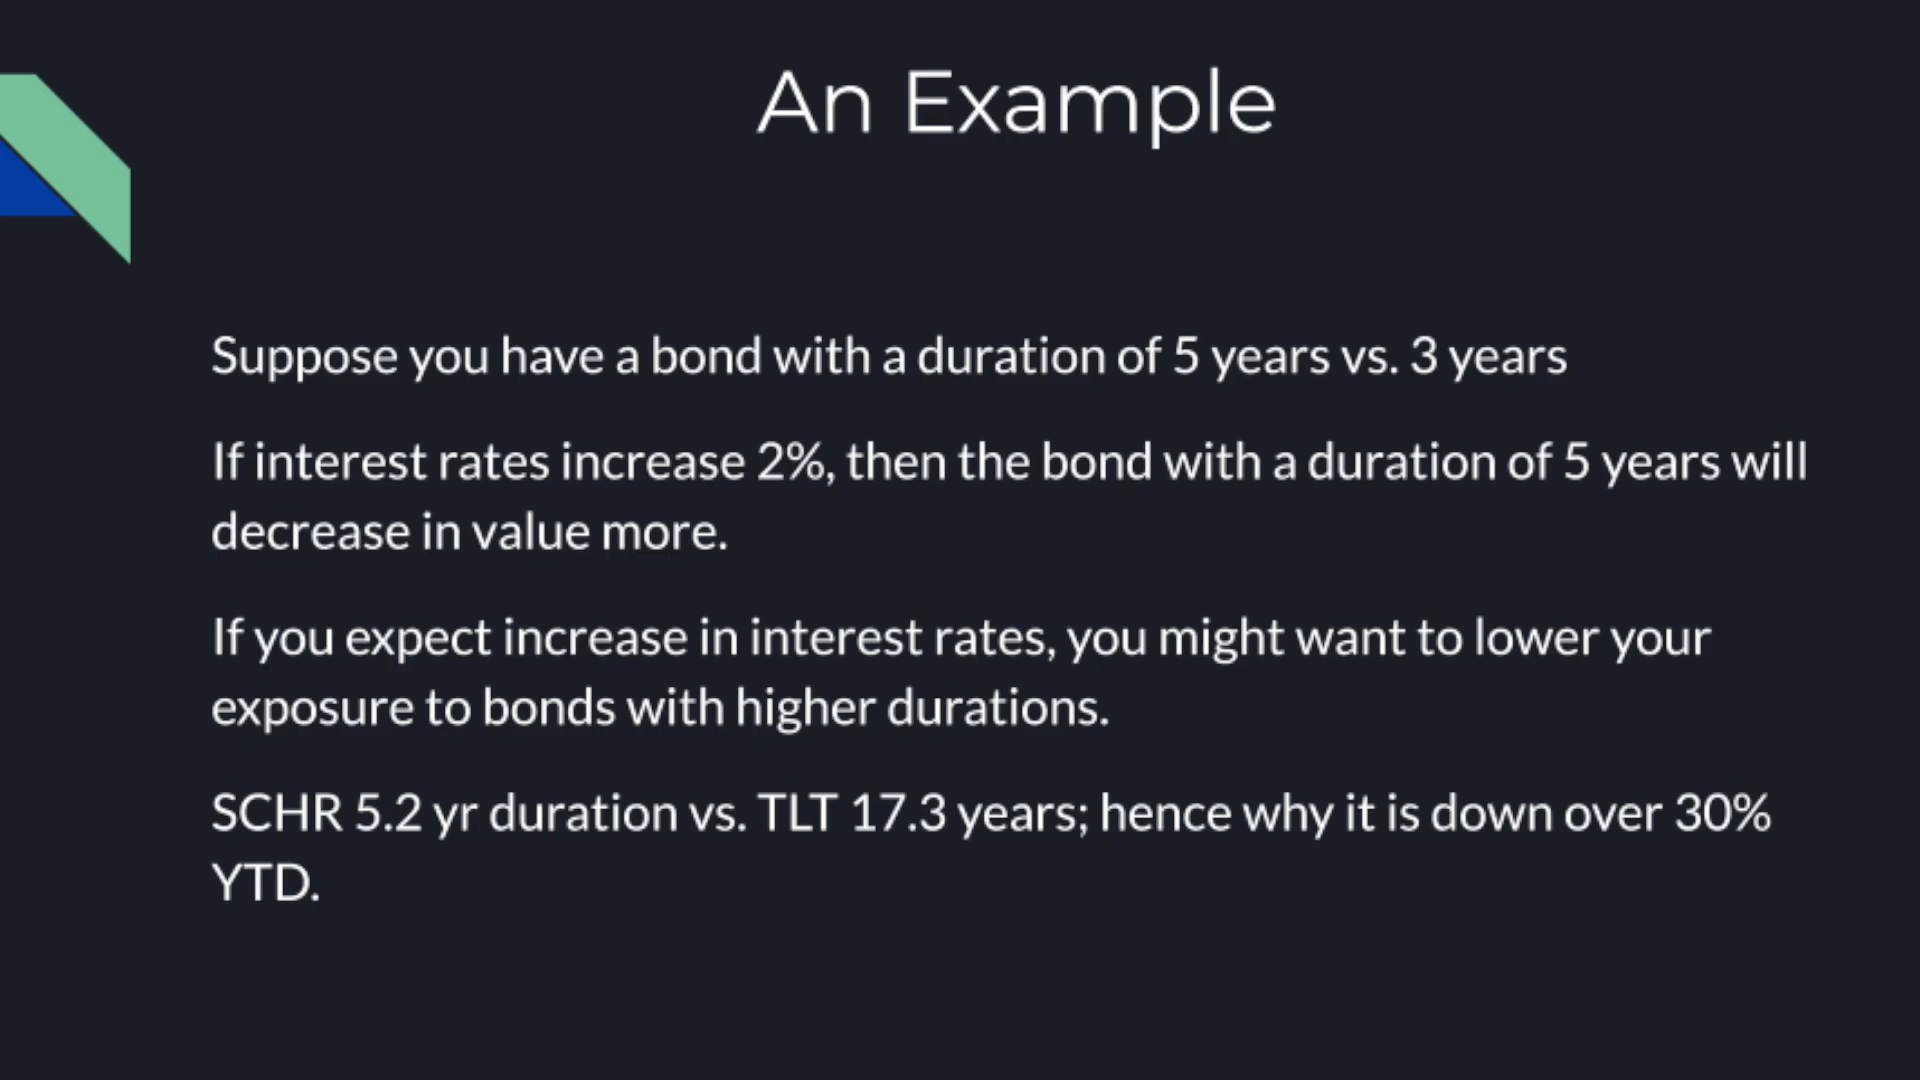 An Example
Suppose you have a bond with a duration of 5 years vs. 3 years
If interest rates increase 2%, then the bond with a duration of 5 years will
decrease in value more.
If you expect increase in interest rates, you might want to lower your
exposure to bonds with higher durations.
SCHR 5.2 yr duration vs. TLT 17.3 years; hence why it is down over 30%
YTD.